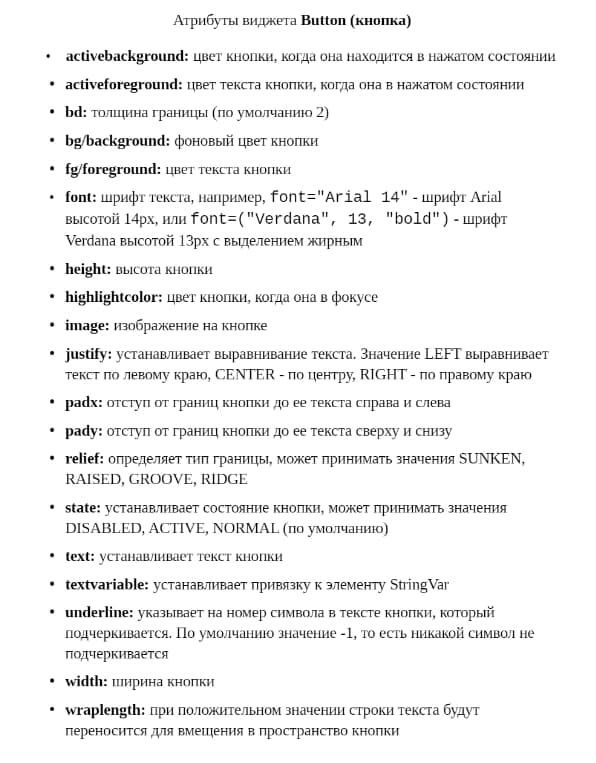 Атрибуты виджета Button (кнопка)
• activebackground: цвет кнопки, когда она находится в нажатом состоянии
• activeforeground: цвет текста кнопки, когда она в нажатом состоянии
• bd: толщина границы (по умолчанию 2)
• bg/background: фоновый цвет кнопки
• fg/foreground: цвет текста кнопки
• font: шрифт текста, например, font="Arial 14" - шрифт Arial
высотой 14px, или font=("Verdana", 13, "bold") - шрифт
Verdana высотой 13px с выделением жирным
• height: высота кнопки
• highlightcolor: цвет кнопки, когда она в фокусе
• image: изображение на кнопке
• justify: устанавливает выравнивание текста. Значение LEFT выравнивает
текст по левому краю, CENTER - по центру, RIGHT - по правому краю
• padx: отступ от границ кнопки до ее текста справа и слева
• pady: отступ от границ кнопки до ее текста сверху и снизу
• relief: определяет тип границы, может принимать значения SUNKEN,
RAISED, GROOVE, RIDGE
• state: устанавливает состояние кнопки, может принимать значения
DISABLED, ACTIVE, NORMAL (по умолчанию)
• text: устанавливает текст кнопки
• textvariable: устанавливает привязку к элементу StringVar
• underline: указывает на номер символа в тексте кнопки, который
подчеркивается. По умолчанию значение -1, то есть никакой символ не
подчеркивается
• width: ширина кнопки
• wraplength: при положительном значении строки текста будут
переносится для вмещения в пространство кнопки